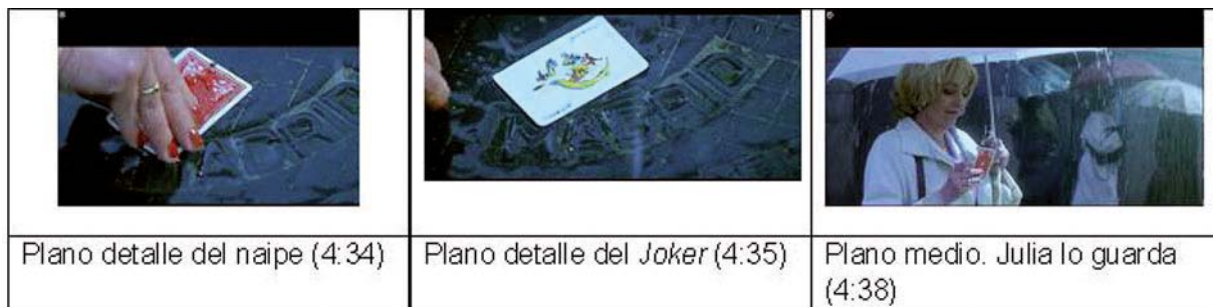 Plano detalle del naipe (4:34)
Plano detalle del Joker (4:35)
Plano medio. Julia lo guarda
(4:38)